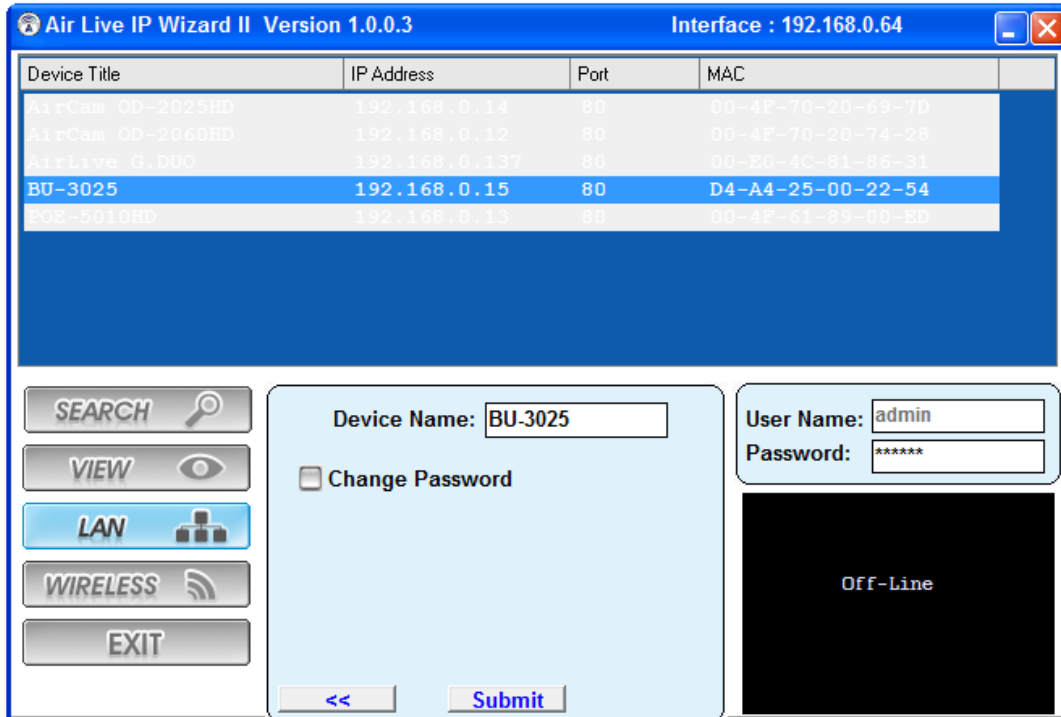 Air Live IP Wizard II Version 1.0.0.3 Interface : 192.168.0.64
Device Title IP Address Port MAC
AirCam OD-2025HD 192.168.0.14 80 00-4F-70-20-69-7D
AirCam OD-2060HD 192.168.0.12 80 00-4F-70-20-74-28
AirLive G.DUO 192.168.0.137 80 00-E0-4C-81-86-31
BU-3025 192.168.0.15 80 D4-A4-25-00-22-54
POE-5010HD 192.168.0.13 80 00-4F-61-89-00-ED
SEARCH
VIEW
LAN
WIRELESS
EXIT
Device Name: BU-3025
Change Password
<< Submit
User Name: admin
Password: ******
Off-Line